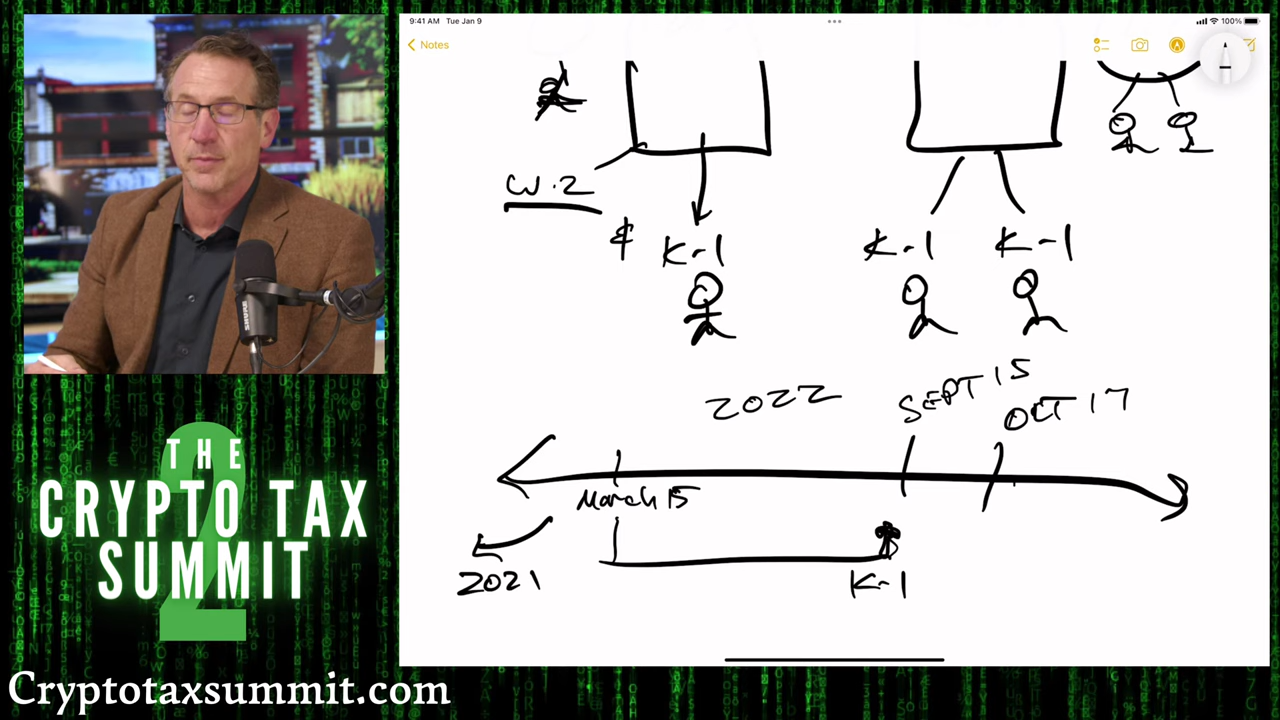 9:41 AM Tue Jan 9
100%
Notes
W-2
& K-1
K-1 K-1
2022
SEPT 15
OCT 17
March 15
2021
K-1
SHURE
2
THE
CRYPTO TAX
SUMMIT
Cryptotaxsummit.com